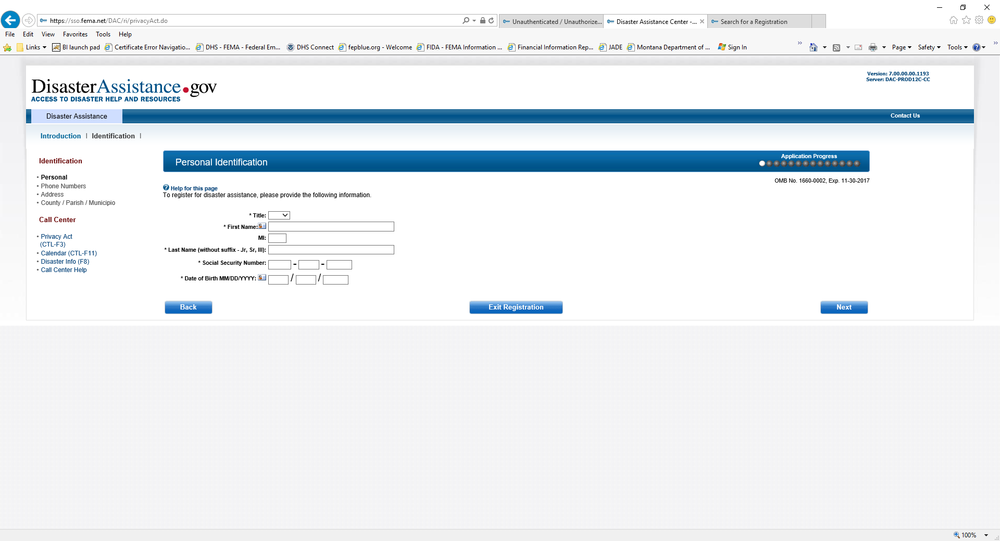 https://sso.fema.net/DAC/ri/privacyAct.do
Unauthenticated / Unauthorize...
Disaster Assistance Center -...
Search for a Registration
File Edit View Favorites Tools Help
Links BI launch pad Certificate Error Navigatio... DHS - FEMA - Federal Em... DHS Connect fepblue.org - Welcome FIDA - FEMA Information ... Financial Information Rep... JADE Montana Department of ... Sign In Page Safety Tools
Version: 7.00.00.00.1193
Server: DAC-PROD12C-CC
DisasterAssistance.gov
ACCESS TO DISASTER HELP AND RESOURCES
Disaster Assistance
Contact Us
Introduction | Identification |
Identification
• Personal
• Phone Numbers
• Address
• County / Parish / Municipio
Call Center
• Privacy Act
(CTL-F3)
• Calendar (CTL-F11)
• Disaster Info (F8)
• Call Center Help
Personal Identification
Application Progress
OMB No. 1660-0002, Exp. 11-30-2017
Help for this page
To register for disaster assistance, please provide the following information.
* Title:
* First Name:
MI:
* Last Name (without suffix - Jr, Sr, III):
* Social Security Number: - -
* Date of Birth MM/DD/YYYY: / /
Back
Exit Registration
Next
100%